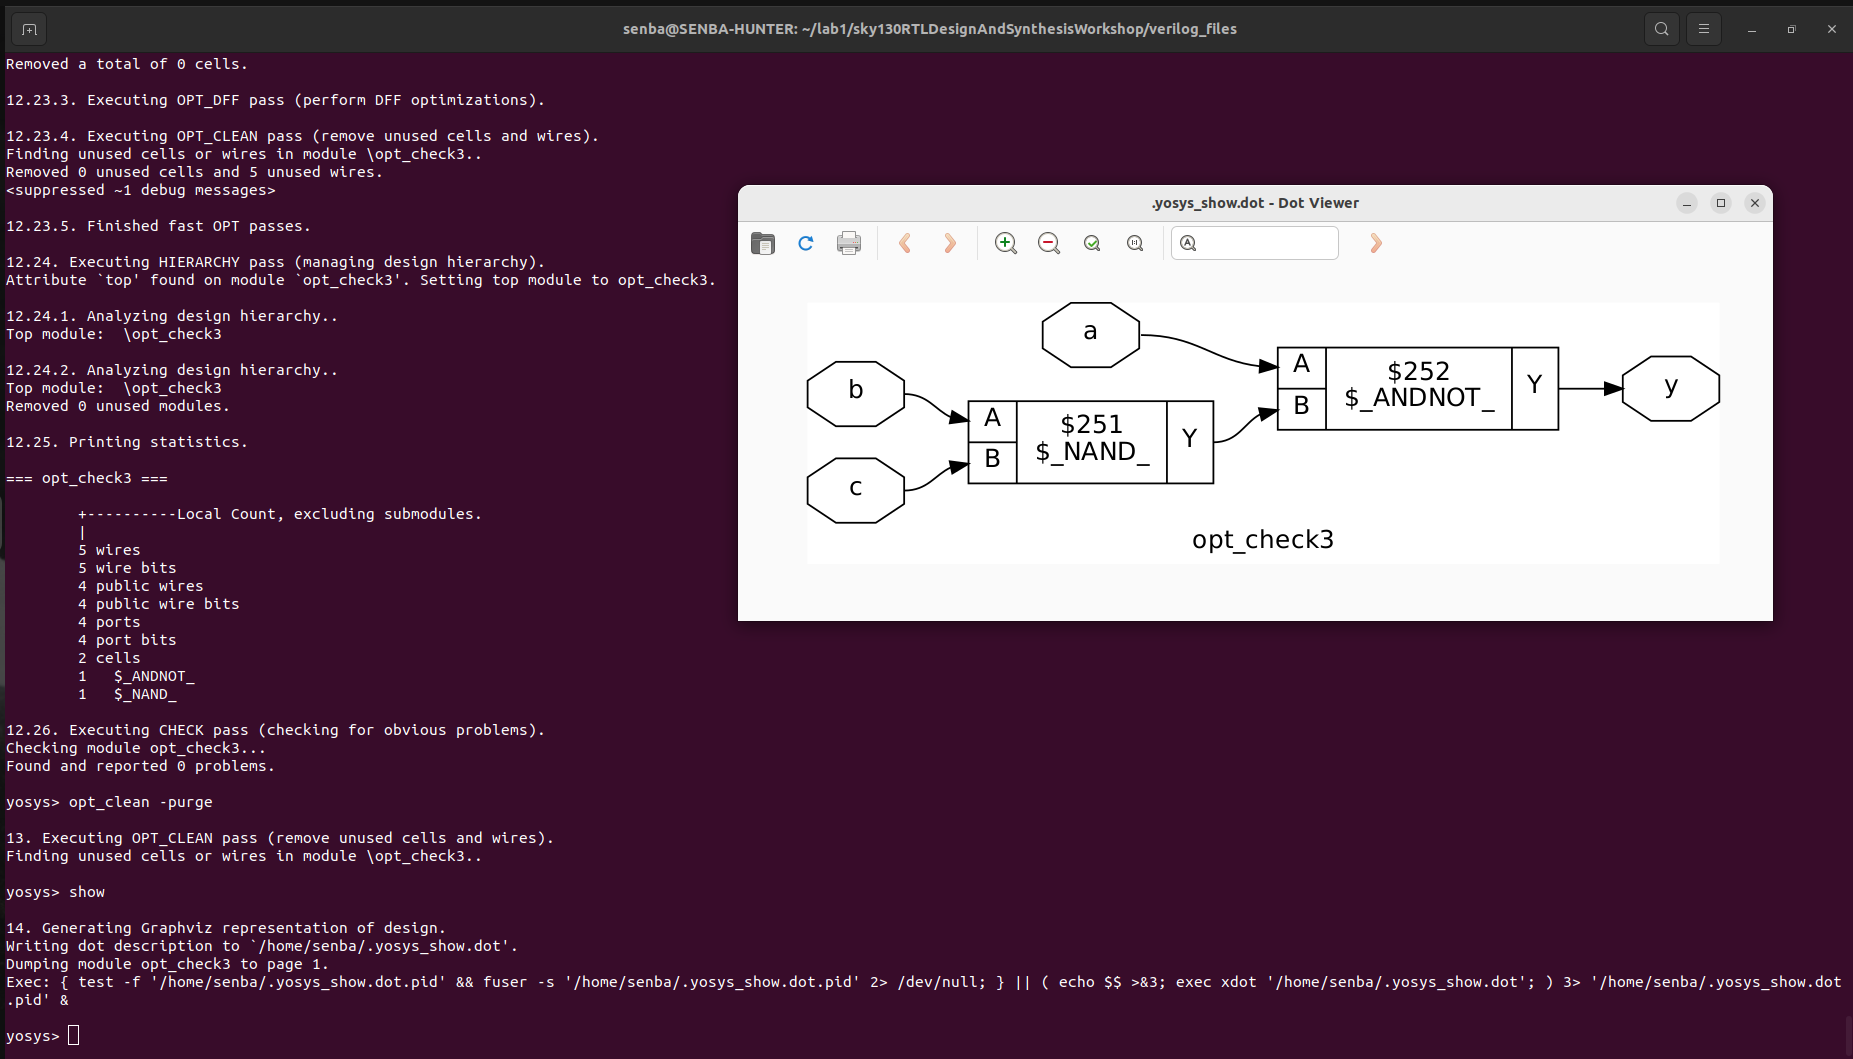 senba@SENBA-HUNTER: ~/lab1/sky130RTLDesignAndSynthesisWorkshop/verilog_files
Removed a total of 0 cells.
12.23.3. Executing OPT_DFF pass (perform DFF optimizations).
12.23.4. Executing OPT_CLEAN pass (remove unused cells and wires).
Finding unused cells or wires in module \opt_check3..
Removed 0 unused cells and 5 unused wires.
<suppressed ~1 debug messages>
12.23.5. Finished fast OPT passes.
12.24. Executing HIERARCHY pass (managing design hierarchy).
Attribute `top' found on module `opt_check3'. Setting top module to opt_check3.
12.24.1. Analyzing design hierarchy..
Top module:  \opt_check3
12.24.2. Analyzing design hierarchy..
Top module:  \opt_check3
Removed 0 unused modules.
12.25. Printing statistics.
=== opt_check3 ===
        +----------Local Count, excluding submodules.
        |
        5 wires
        5 wire bits
        4 public wires
        4 public wire bits
        4 ports
        4 port bits
        2 cells
        1   $_ANDNOT_
        1   $_NAND_
12.26. Executing CHECK pass (checking for obvious problems).
Checking module opt_check3...
Found and reported 0 problems.
yosys> opt_clean -purge
13. Executing OPT_CLEAN pass (remove unused cells and wires).
Finding unused cells or wires in module \opt_check3..
yosys> show
14. Generating Graphviz representation of design.
Writing dot description to `/home/senba/.yosys_show.dot'.
Dumping module opt_check3 to page 1.
Exec: { test -f '/home/senba/.yosys_show.dot.pid' && fuser -s '/home/senba/.yosys_show.dot.pid' 2> /dev/null; } || ( echo $$ >&3; exec xdot '/home/senba/.yosys_show.dot'; ) 3> '/home/senba/.yosys_show.dot
.pid' &
yosys>
.yosys_show.dot - Dot Viewer
a
b
c
A
B
$251
$_NAND_
Y
A
B
$252
$_ANDNOT_
Y
y
opt_check3